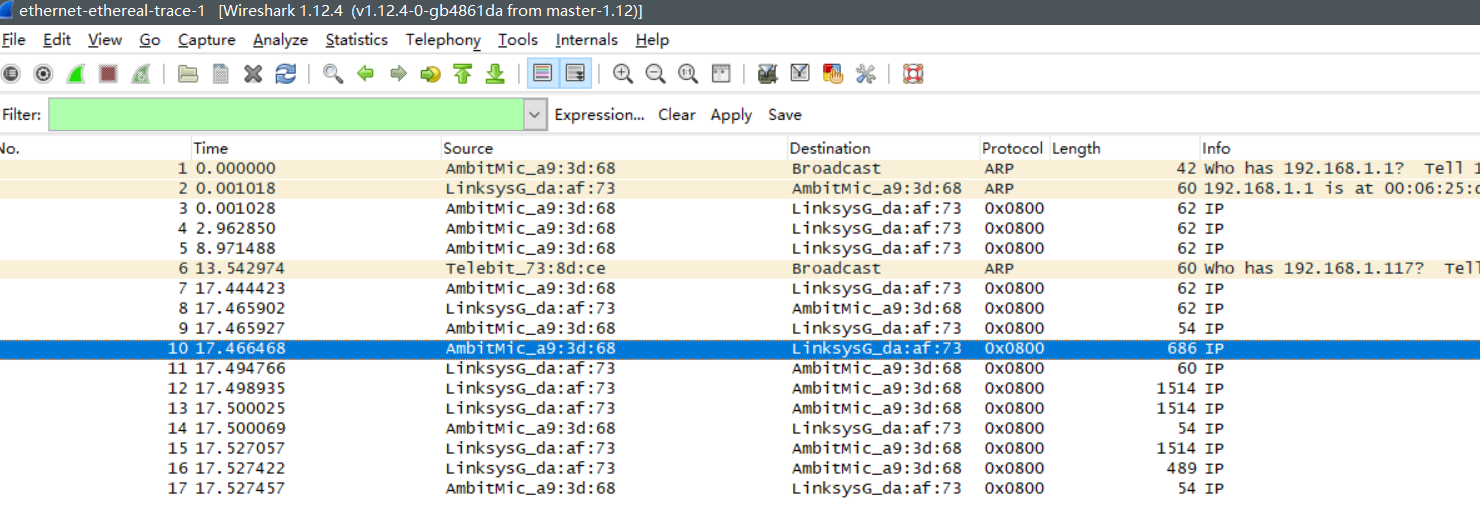 ethernet-ethereal-trace-1 [Wireshark 1.12.4 (v1.12.4-0-gb4861da from master-1.12)]
File Edit View Go Capture Analyze Statistics Telephony Tools Internals Help
Filter: Expression... Clear Apply Save
No. Time Source Destination Protocol Length Info
1 0.000000 AmbitMic_a9:3d:68 Broadcast ARP 42 Who has 192.168.1.1? Tell 1
2 0.001018 LinksysG_da:af:73 AmbitMic_a9:3d:68 ARP 60 192.168.1.1 is at 00:06:25:d
3 0.001028 AmbitMic_a9:3d:68 LinksysG_da:af:73 0x0800 62 IP
4 2.962850 AmbitMic_a9:3d:68 LinksysG_da:af:73 0x0800 62 IP
5 8.971488 AmbitMic_a9:3d:68 LinksysG_da:af:73 0x0800 62 IP
6 13.542974 Telebit_73:8d:ce Broadcast ARP 60 Who has 192.168.1.117? Tell
7 17.444423 AmbitMic_a9:3d:68 LinksysG_da:af:73 0x0800 62 IP
8 17.465902 LinksysG_da:af:73 AmbitMic_a9:3d:68 0x0800 62 IP
9 17.465927 AmbitMic_a9:3d:68 LinksysG_da:af:73 0x0800 54 IP
10 17.466468 AmbitMic_a9:3d:68 LinksysG_da:af:73 0x0800 686 IP
11 17.494766 LinksysG_da:af:73 AmbitMic_a9:3d:68 0x0800 60 IP
12 17.498935 LinksysG_da:af:73 AmbitMic_a9:3d:68 0x0800 1514 IP
13 17.500025 LinksysG_da:af:73 AmbitMic_a9:3d:68 0x0800 1514 IP
14 17.500069 AmbitMic_a9:3d:68 LinksysG_da:af:73 0x0800 54 IP
15 17.527057 LinksysG_da:af:73 AmbitMic_a9:3d:68 0x0800 1514 IP
16 17.527422 LinksysG_da:af:73 AmbitMic_a9:3d:68 0x0800 489 IP
17 17.527457 AmbitMic_a9:3d:68 LinksysG_da:af:73 0x0800 54 IP